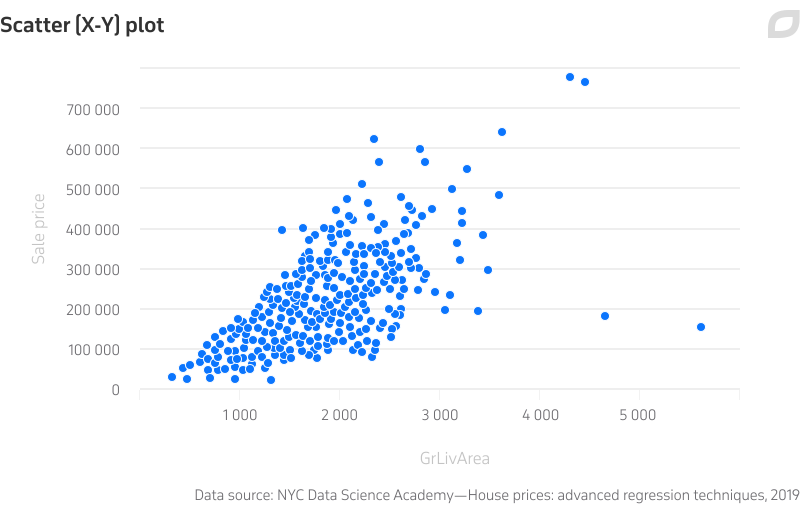 Scatter (X-Y) plot
700 000
600 000
500 000
400 000
300 000
200 000
100 000
0
Sale price
1 000 2 000 3 000 4 000 5 000
GrLivArea
Data source: NYC Data Science Academy—House prices: advanced regression techniques, 2019